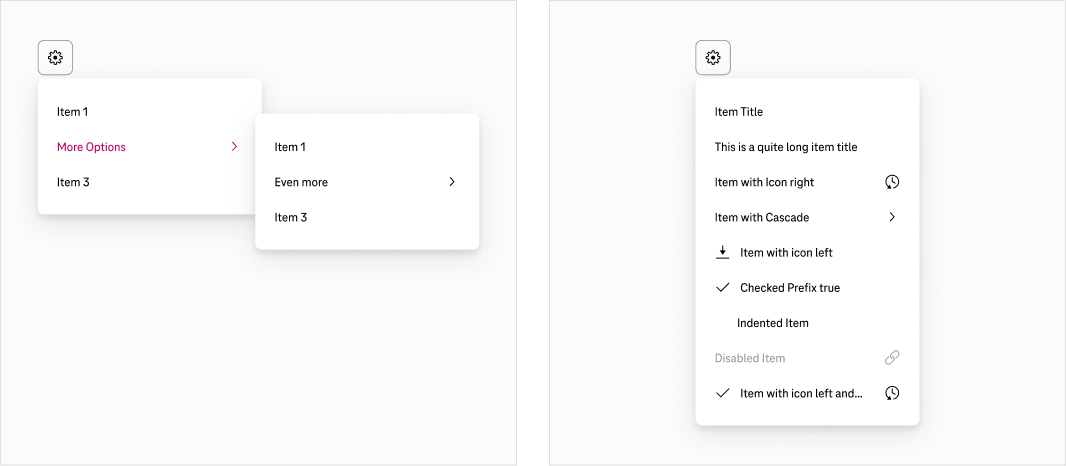 Item 1
More Options
Item 3
Item 1
Even more
Item 3
Item Title
This is a quite long item title
Item with Icon right
Item with Cascade
Item with icon left
Checked Prefix true
Indented Item
Disabled Item
Item with icon left and...